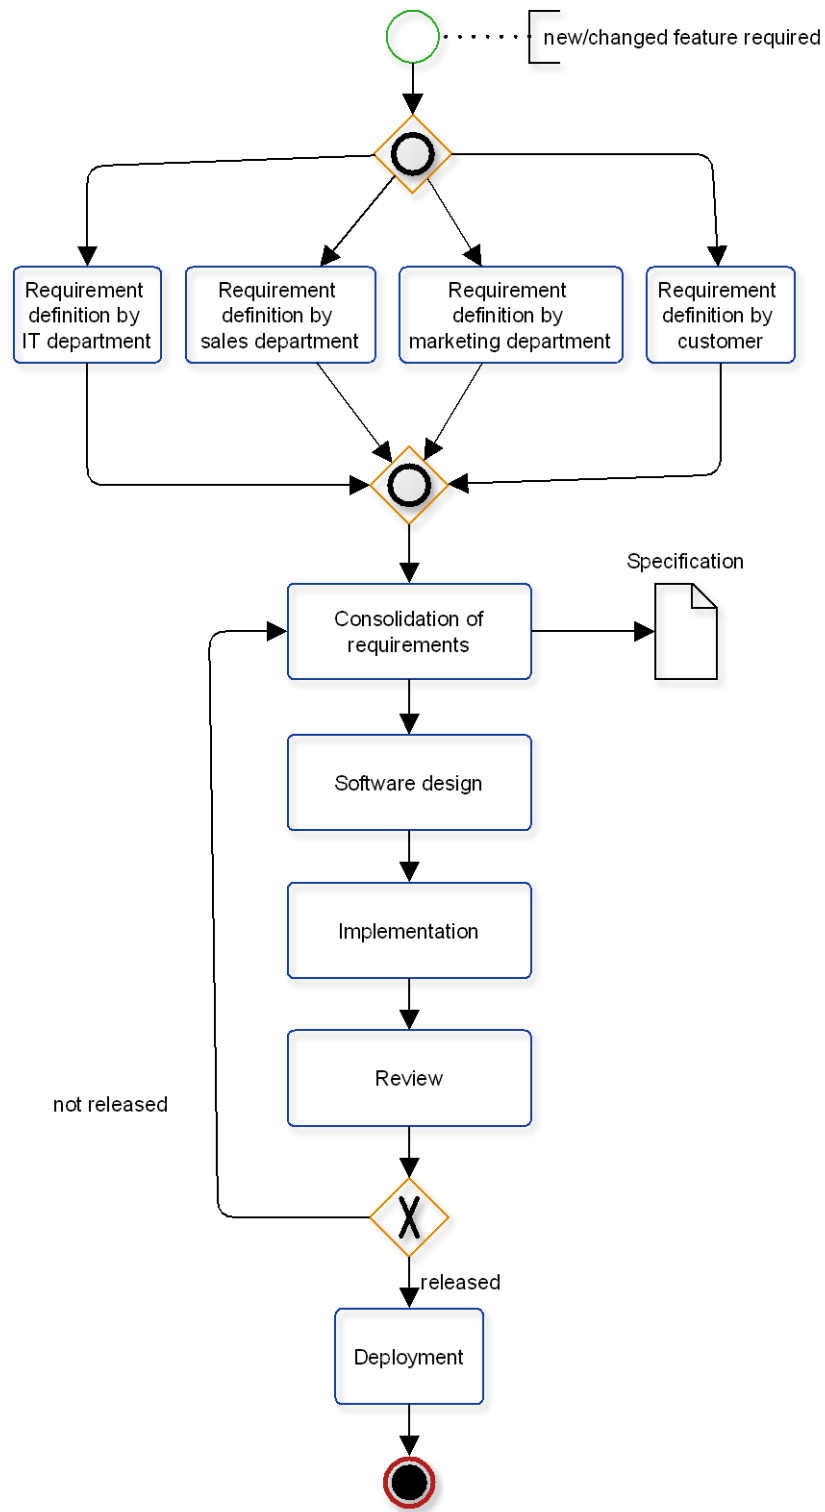 new/changed feature required
Requirement
definition by
IT department
Requirement
definition by
sales department
Requirement
definition by
marketing department
Requirement
definition by
customer
Specification
Consolidation of
requirements
Software design
Implementation
Review
not released
X
released
Deployment